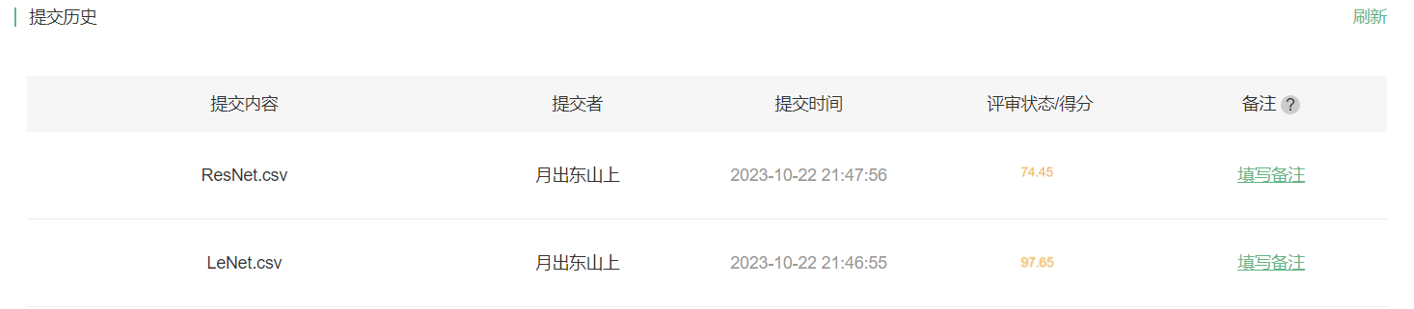 提交历史 刷新
提交内容 提交者 提交时间 评审状态/得分 备注 ?
ResNet.csv 月出东山上 2023-10-22 21:47:56 74.45 填写备注
LeNet.csv 月出东山上 2023-10-22 21:46:55 97.65 填写备注